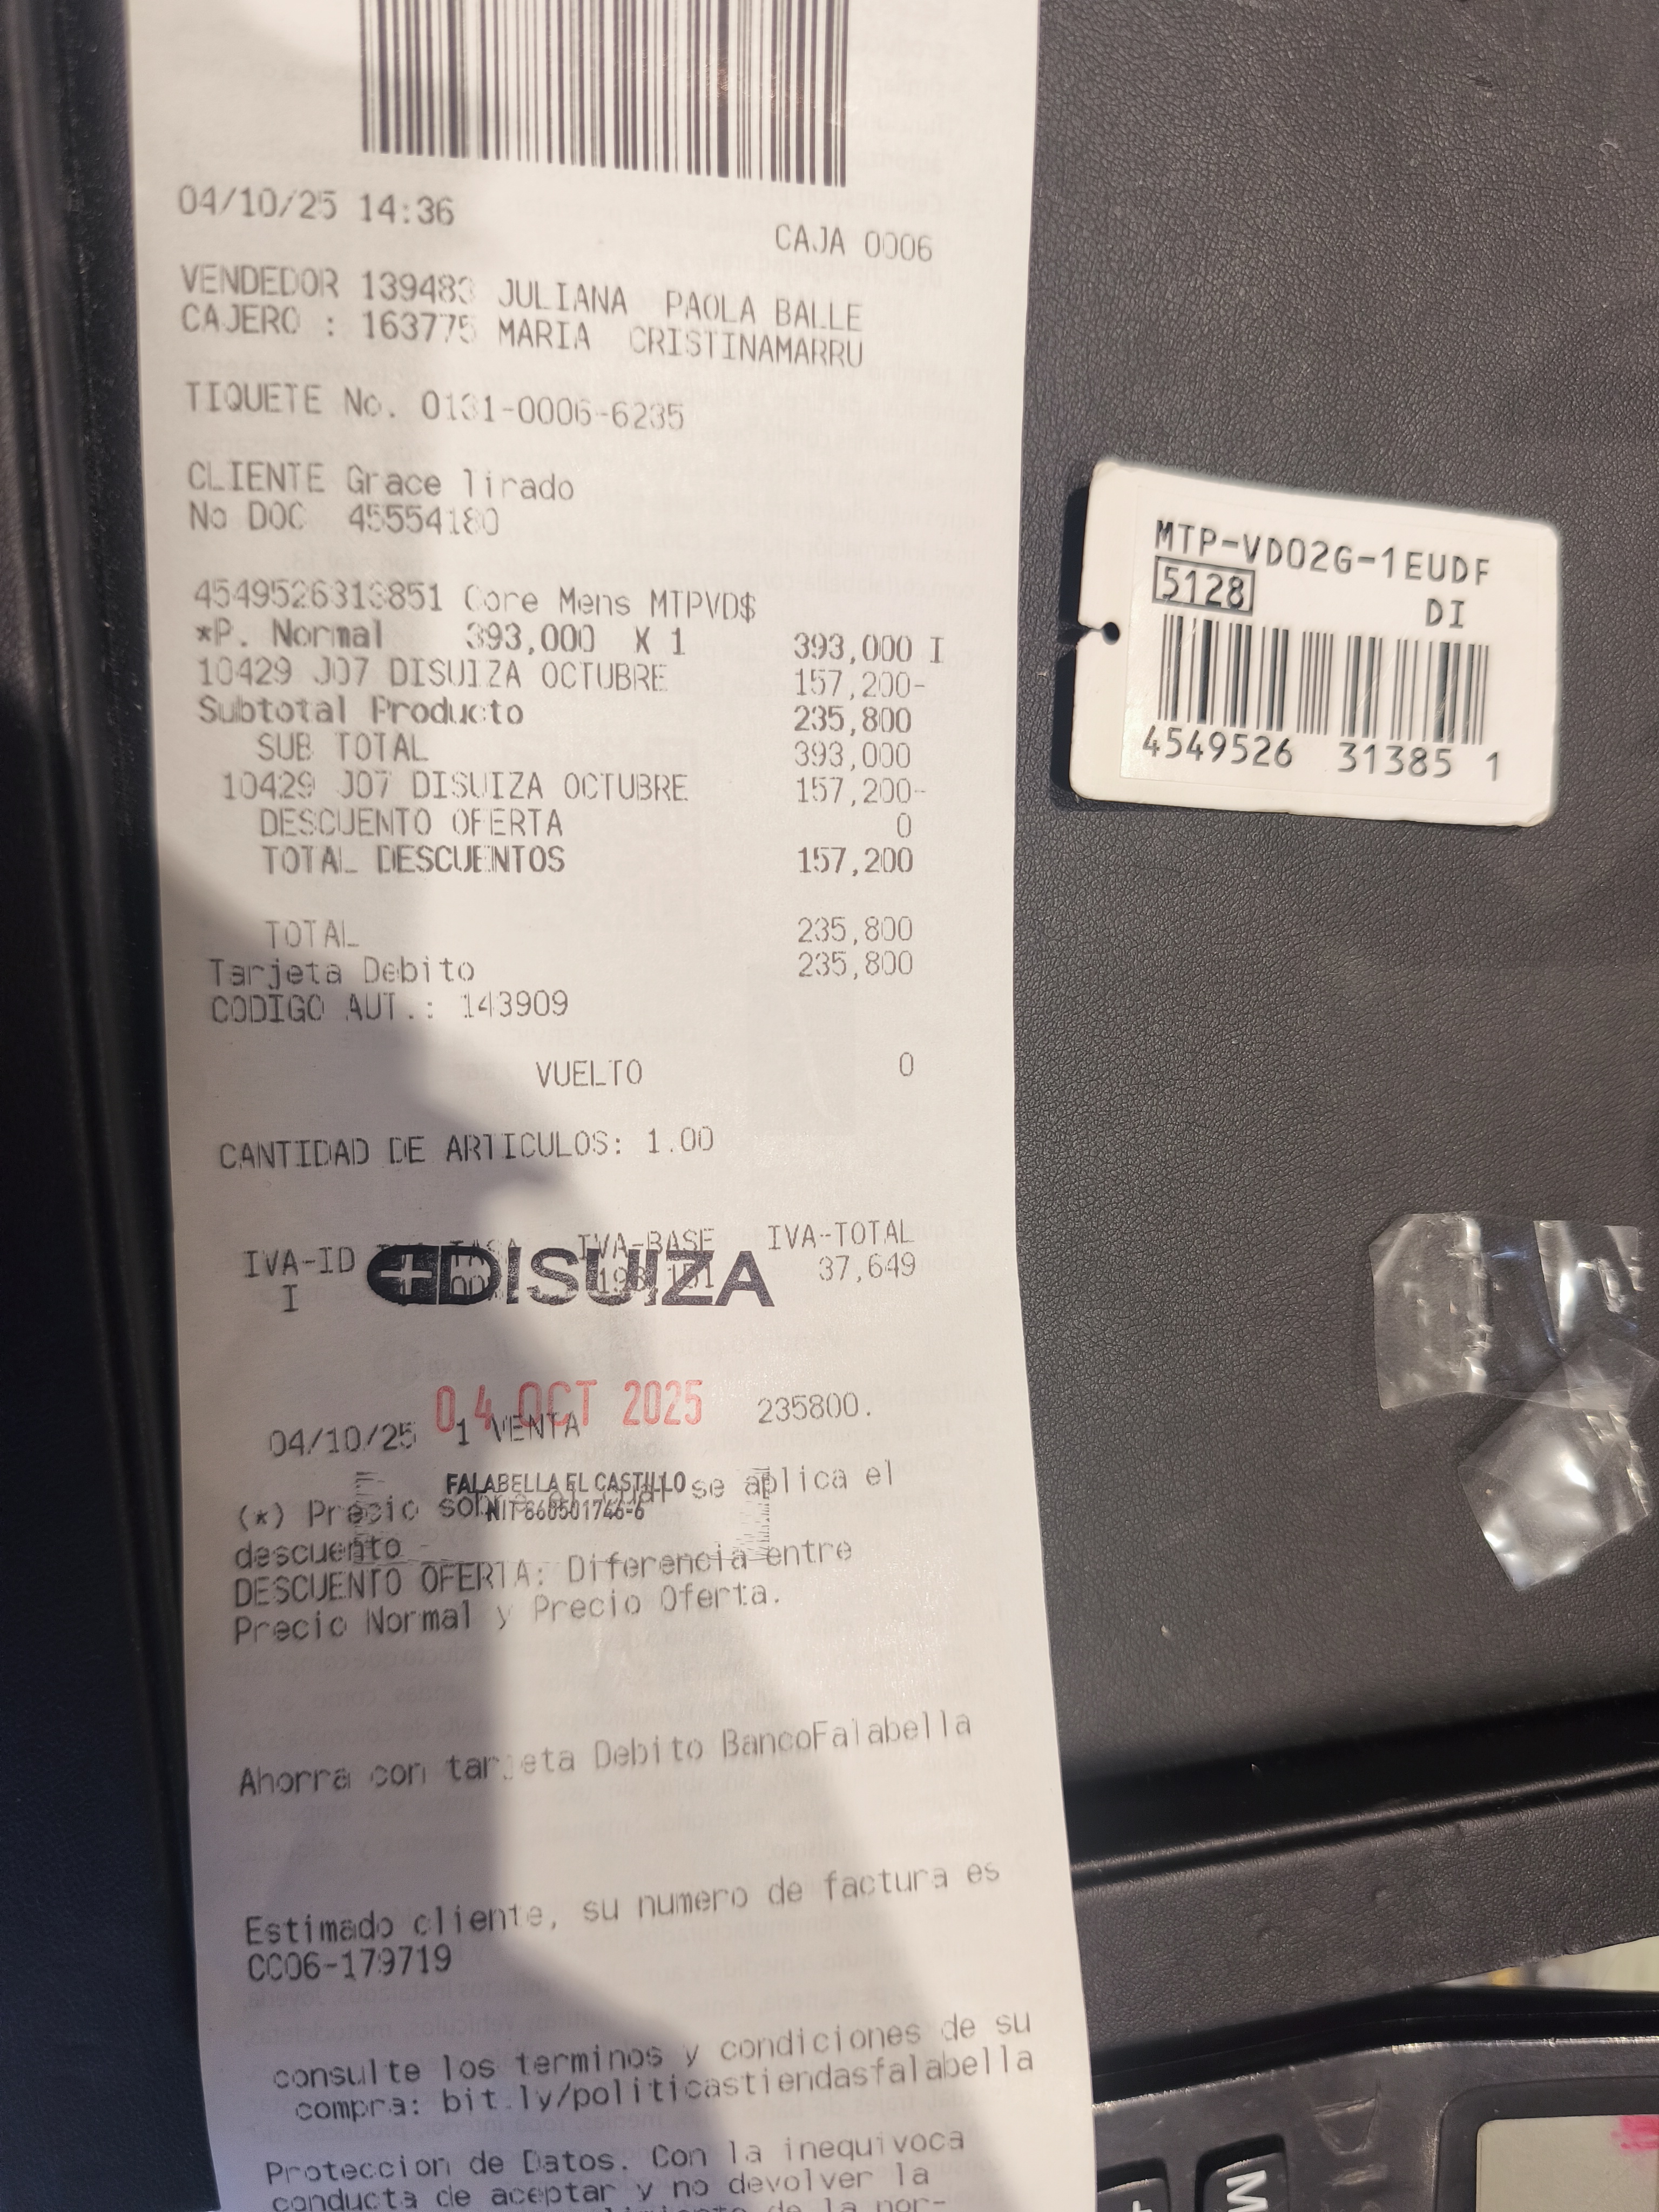 04/10/25 14:36
CAJA 0006
VENDEDOR 139483 JULIANA PAOLA BALLE
CAJERO : 163775 MARIA CRISTINAMARRU
TIQUETE No. 0131-0006-6235
CLIENTE Grace lirado
No DOC 45554180
4549526313851 Core Mens MTPVD$
*P. Normal 393,000 X 1 393,000 I
10429 J07 DISUIZA OCTUBRE 157,200-
Subtotal Producto 235,800
SUB TOTAL 393,000
10429 J07 DISUIZA OCTUBRE 157,200-
DESCUENTO OFERTA 0
TOTAL DESCUENTOS 157,200
TOTAL 235,800
Tarjeta Debito 235,800
CODIGO AUT.: 143909
VUELTO 0
CANTIDAD DE ARTICULOS: 1.00
IVA-ID IVA-BASE IVA-TOTAL
I 37,649
DISUIZA
04 OCT 2025
04/10/25 1 VENTA 235800.
FALABELLA EL CASTILLO
NIT
(*) Precio sobre el cual se aplica el
descuento
DESCUENTO OFERTA: Diferencia entre
Precio Normal y Precio Oferta.
Ahorra con tarjeta Debito BancoFalabella
Estimado cliente, su numero de factura es
CC06-179719
consulte los terminos y condiciones de su
compra: bit.ly/politicastiendasfalabella
Proteccion de Datos. Con la inequivoca
conducta de aceptar y no devolver la
de la nor-
MTP-VD02G-1EUDF
5128
DI
4549526 31385 1
M